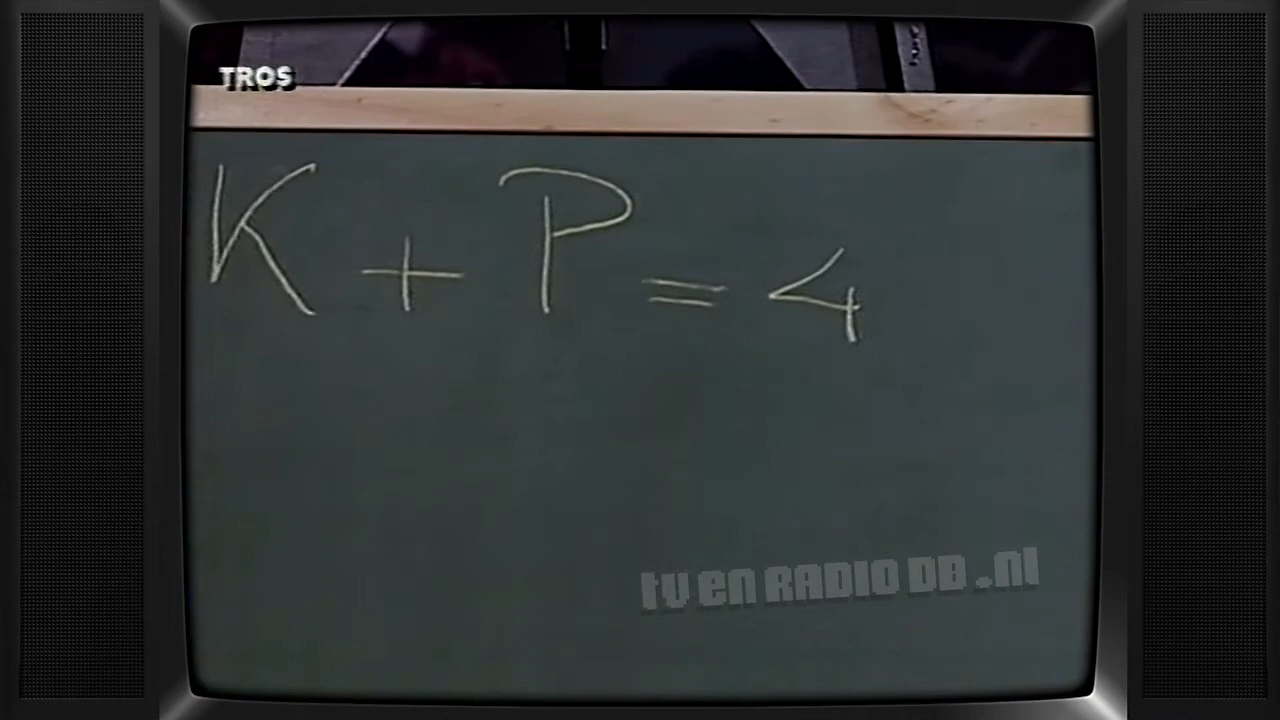 TROS
K + P = 4
tv en RADIO DB .nl